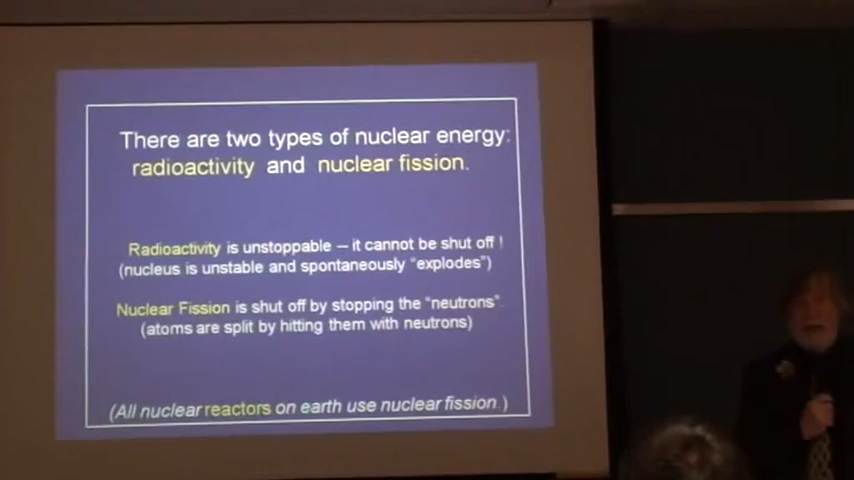 There are two types of nuclear energy:
radioactivity and nuclear fission.
Radioactivity is unstoppable – it cannot be shut off !
(nucleus is unstable and spontaneously “explodes”)
Nuclear Fission is shut off by stopping the “neutrons”.
(atoms are split by hitting them with neutrons)
(All nuclear reactors on earth use nuclear fission.)